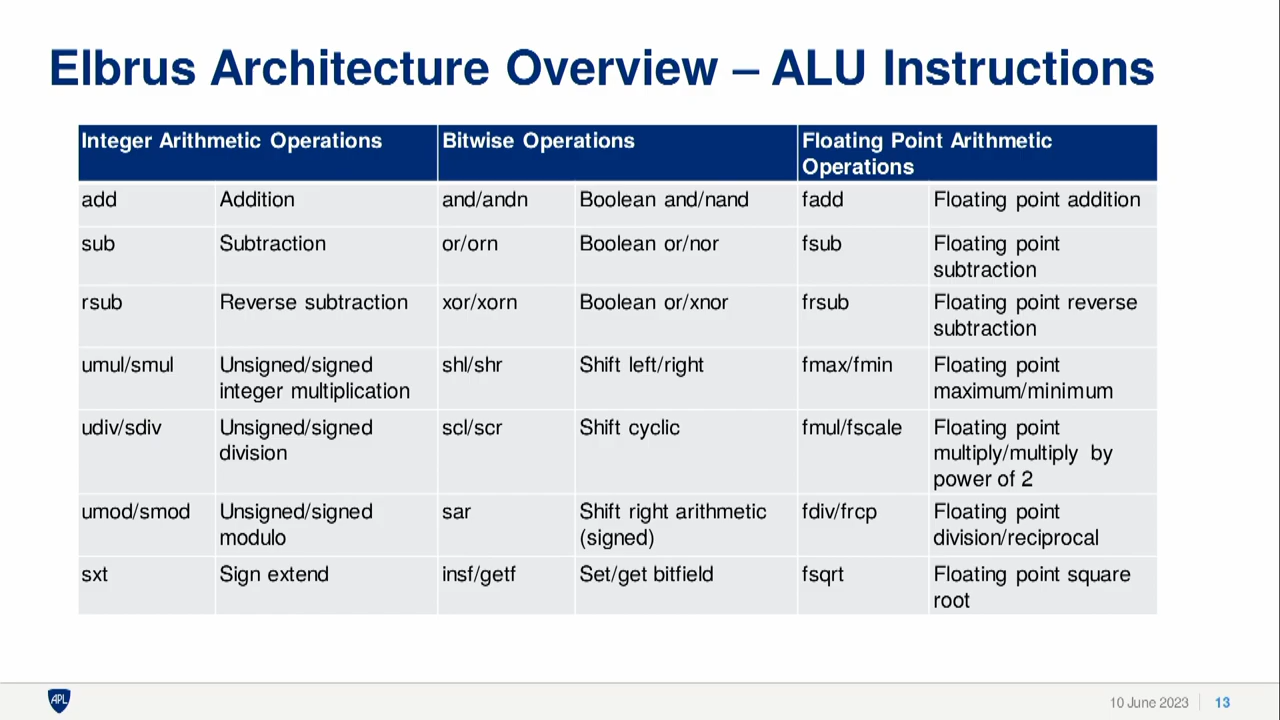 Elbrus Architecture Overview – ALU Instructions
Integer Arithmetic Operations
Bitwise Operations
Floating Point Arithmetic
Operations
add
Addition
and/andn
Boolean and/nand
fadd
Floating point addition
sub
Subtraction
or/orn
Boolean or/nor
fsub
Floating point
subtraction
rsub
Reverse subtraction
xor/xorn
Boolean or/xnor
frsub
Floating point reverse
subtraction
umul/smul
Unsigned/signed
integer multiplication
shl/shr
Shift left/right
fmax/fmin
Floating point
maximum/minimum
udiv/sdiv
Unsigned/signed
division
scl/scr
Shift cyclic
fmul/fscale
Floating point
multiply/multiply by
power of 2
umod/smod
Unsigned/signed
modulo
sar
Shift right arithmetic
(signed)
fdiv/frcp
Floating point
division/reciprocal
sxt
Sign extend
insf/getf
Set/get bitfield
fsqrt
Floating point square
root
APL
10 June 2023
13